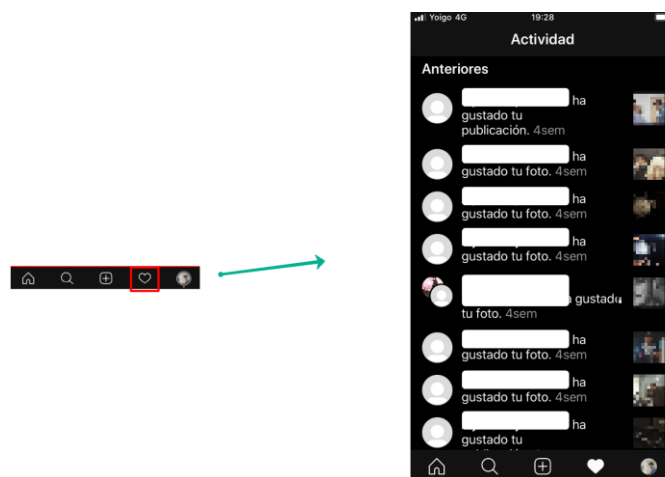 Yoigo 4G 19:28
Actividad
Anteriores
ha
gustado tu
publicación. 4sem
ha
gustado tu foto. 4sem
ha
gustado tu foto. 4sem
ha
gustado tu foto. 4sem
gustado
tu foto. 4sem
ha
gustado tu foto. 4sem
ha
gustado tu foto. 4sem
ha
gustado tu